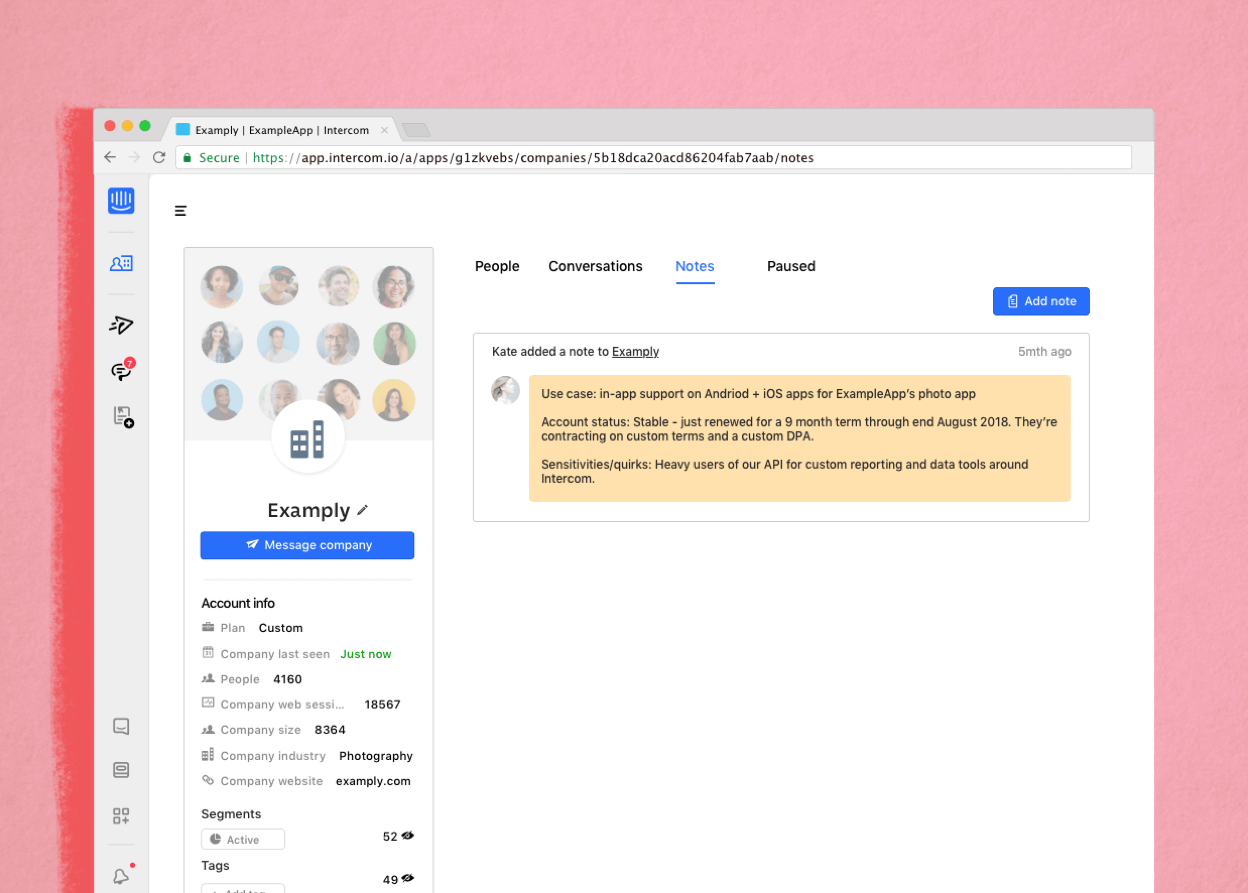 Examply | ExampleApp | Intercom
Secure | https://app.intercom.io/a/apps/g1zkvebs/companies/5b18dca20acd86204fab7aab/notes
7
People Conversations Notes Paused
Add note
Kate added a note to Examply 5mth ago
Use case: in-app support on Andriod + iOS apps for ExampleApp’s photo app
Account status: Stable - just renewed for a 9 month term through end August 2018. They’re
contracting on custom terms and a custom DPA.
Sensitivities/quirks: Heavy users of our API for custom reporting and data tools around
Intercom.
Examply
Message company
Account info
Plan Custom
Company last seen Just now
People 4160
Company web sessi... 18567
Company size 8364
Company industry Photography
Company website examply.com
Segments
Active 52
Tags
49
Add tag